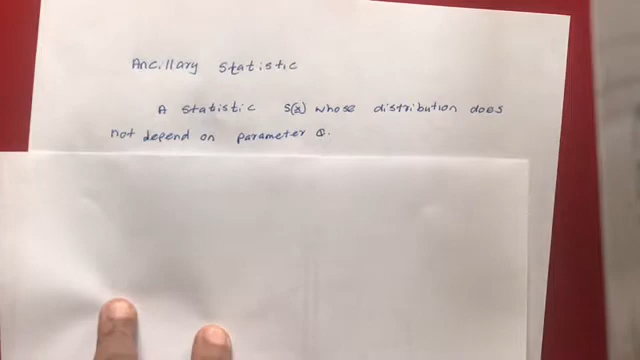 Ancillary Statistic
A statistic S(x) whose distribution does
not depend on parameter θ.